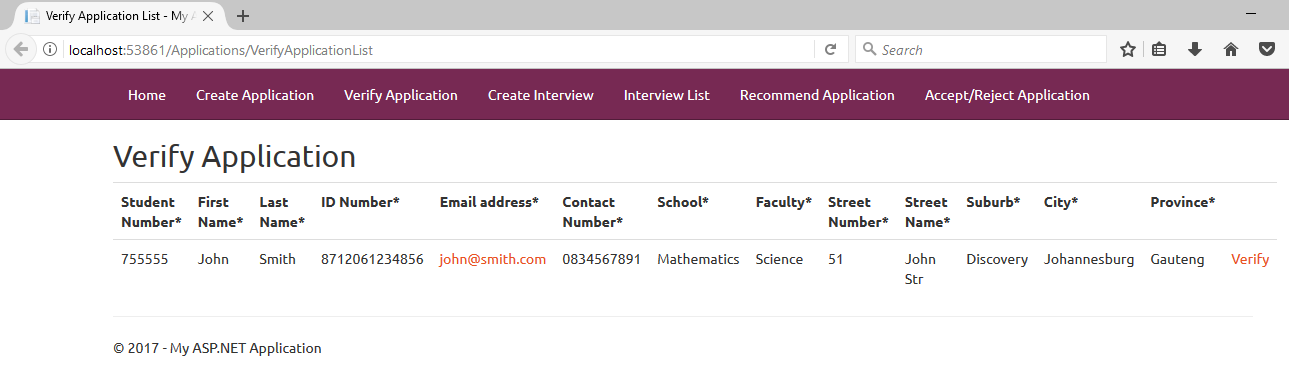 Verify Application List - My A
localhost:53861/Applications/VerifyApplicationList
Search
Home Create Application Verify Application Create Interview Interview List Recommend Application Accept/Reject Application
Verify Application
Student First Last ID Number* Email address* Contact School* Faculty* Street Street Suburb* City* Province*
Number* Name* Name* Number* Number* Name*
755555 John Smith 8712061234856 john@smith.com 0834567891 Mathematics Science 51 John Discovery Johannesburg Gauteng Verify
Str
© 2017 - My ASP.NET Application